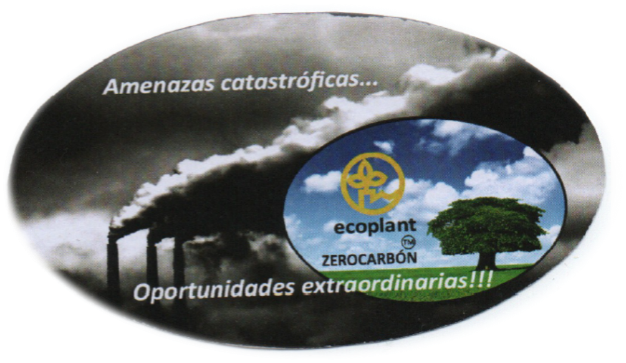 Amenazas catastróficas...
ecoplant
TM
ZEROCARBÓN
Oportunidades extraordinarias!!!